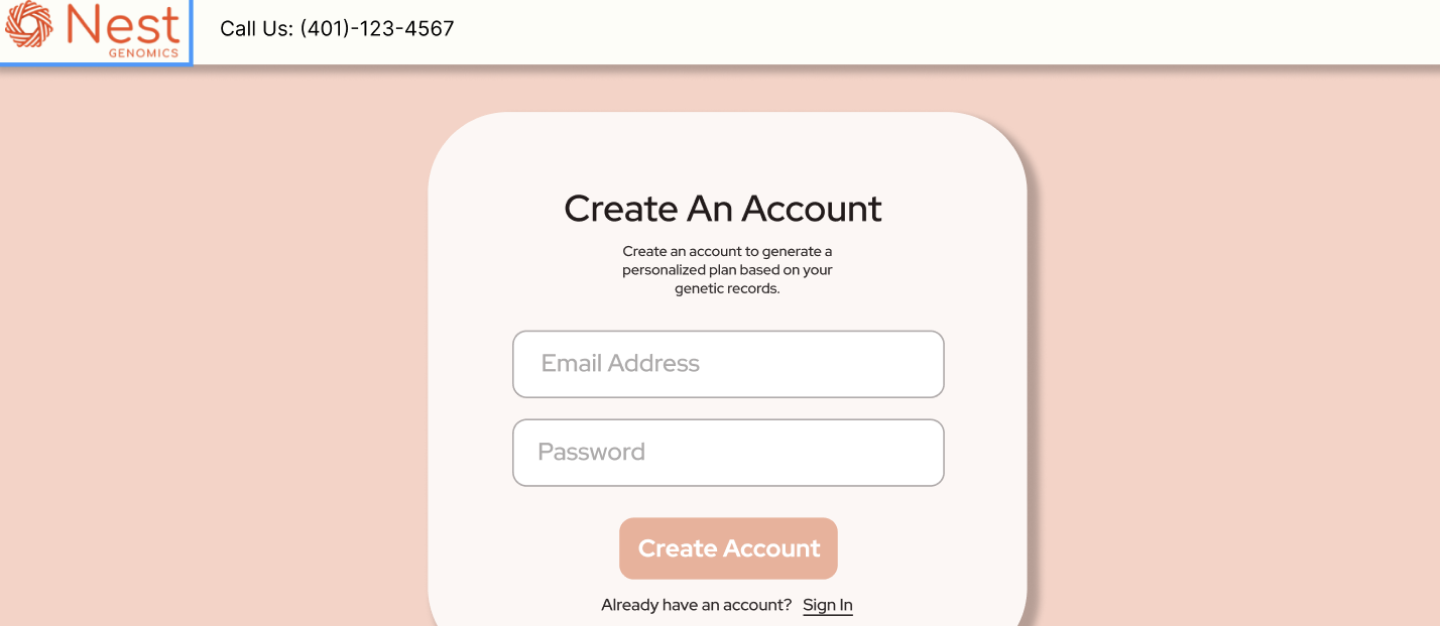 Nest
GENOMICS
Call Us: (401)-123-4567
Create An Account
Create an account to generate a
personalized plan based on your
genetic records.
Email Address
Password
Create Account
Already have an account? Sign In